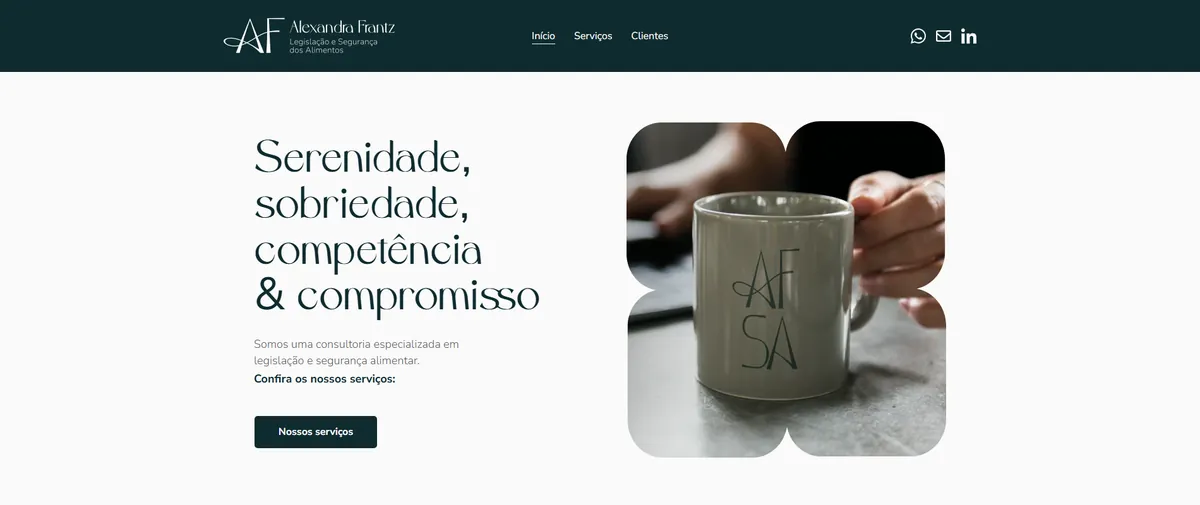 AF
Alexandra Frantz
Legislação e Segurança
dos Alimentos
Início
Serviços
Clientes
in
Serenidade,
sobriedade,
competência
& compromisso
Somos uma consultoria especializada em
legislação e segurança alimentar.
Confira os nossos serviços:
Nossos serviços
AF
SA